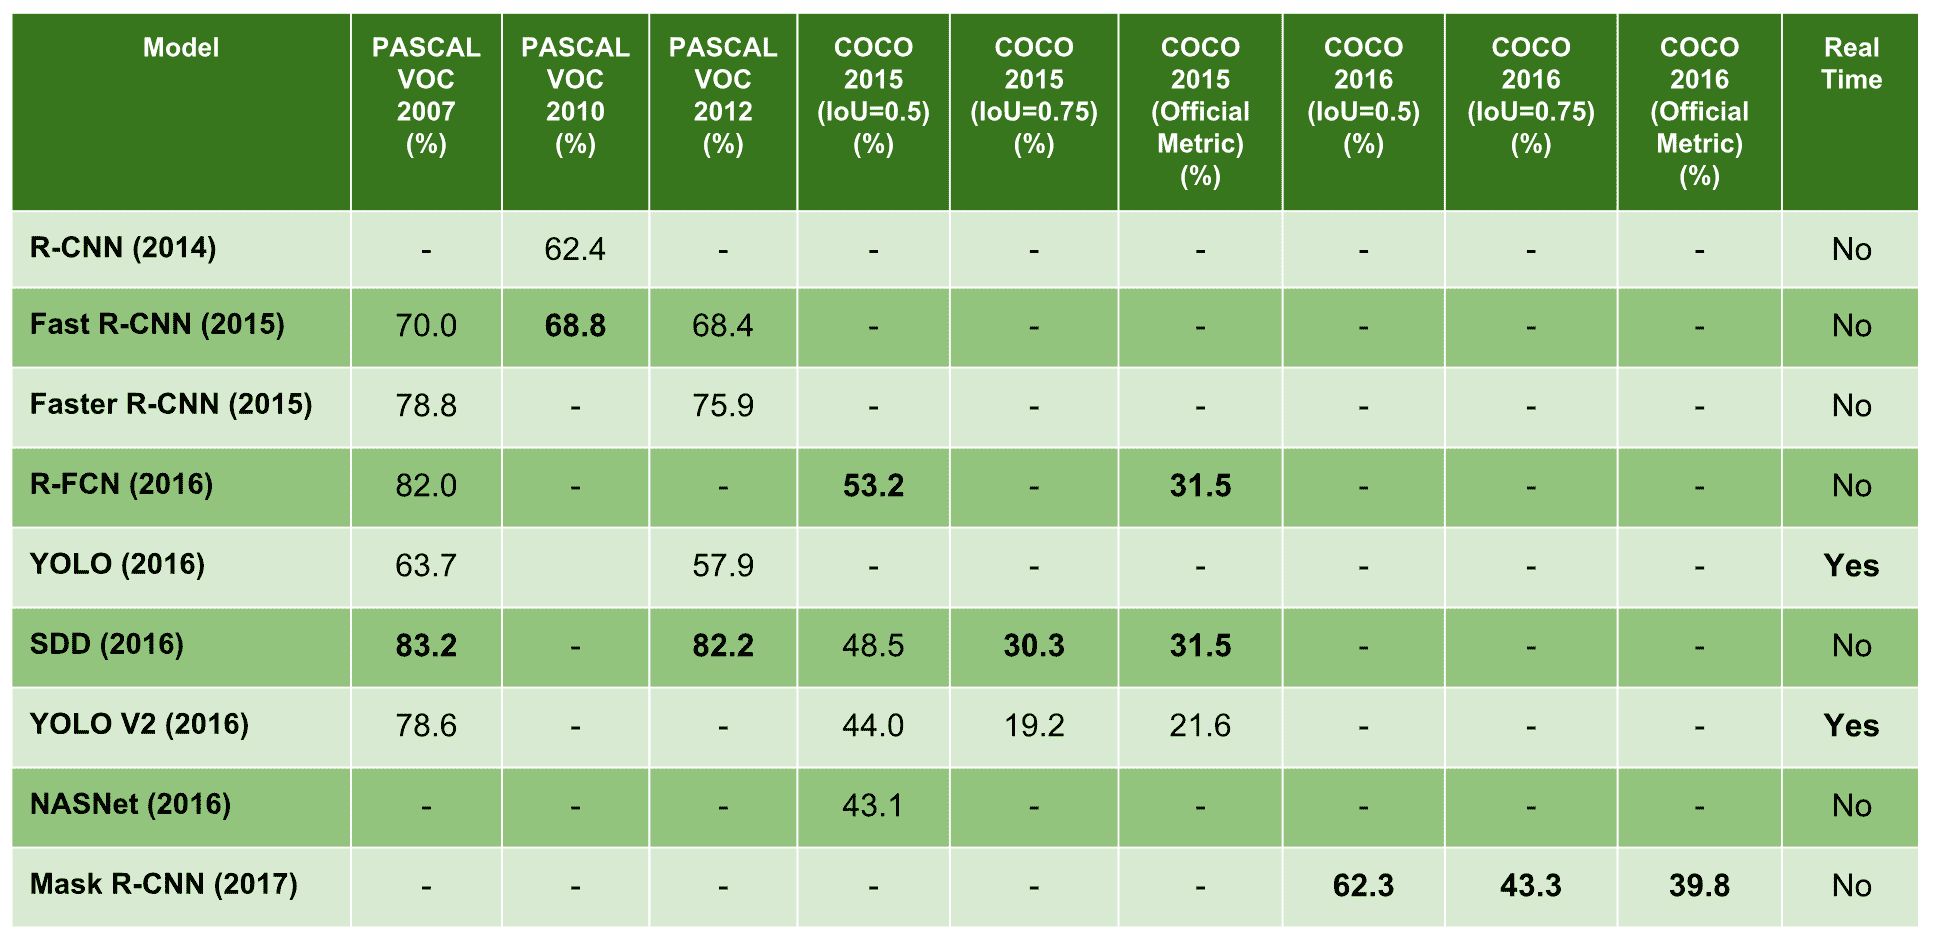 Model PASCAL VOC 2007 (%) PASCAL VOC 2010 (%) PASCAL VOC 2012 (%) COCO 2015 (IoU=0.5) (%) COCO 2015 (IoU=0.75) (%) COCO 2015 (Official Metric) (%) COCO 2016 (IoU=0.5) (%) COCO 2016 (IoU=0.75) (%) COCO 2016 (Official Metric) (%) Real Time
R-CNN (2014) - 62.4 - - - - - - - No
Fast R-CNN (2015) 70.0 68.8 68.4 - - - - - - No
Faster R-CNN (2015) 78.8 - 75.9 - - - - - - No
R-FCN (2016) 82.0 - - 53.2 - 31.5 - - - No
YOLO (2016) 63.7 57.9 - - - - - - Yes
SDD (2016) 83.2 - 82.2 48.5 30.3 31.5 - - - No
YOLO V2 (2016) 78.6 - - 44.0 19.2 21.6 - - - Yes
NASNet (2016) - - - 43.1 - - - - - No
Mask R-CNN (2017) - - - - - - 62.3 43.3 39.8 No